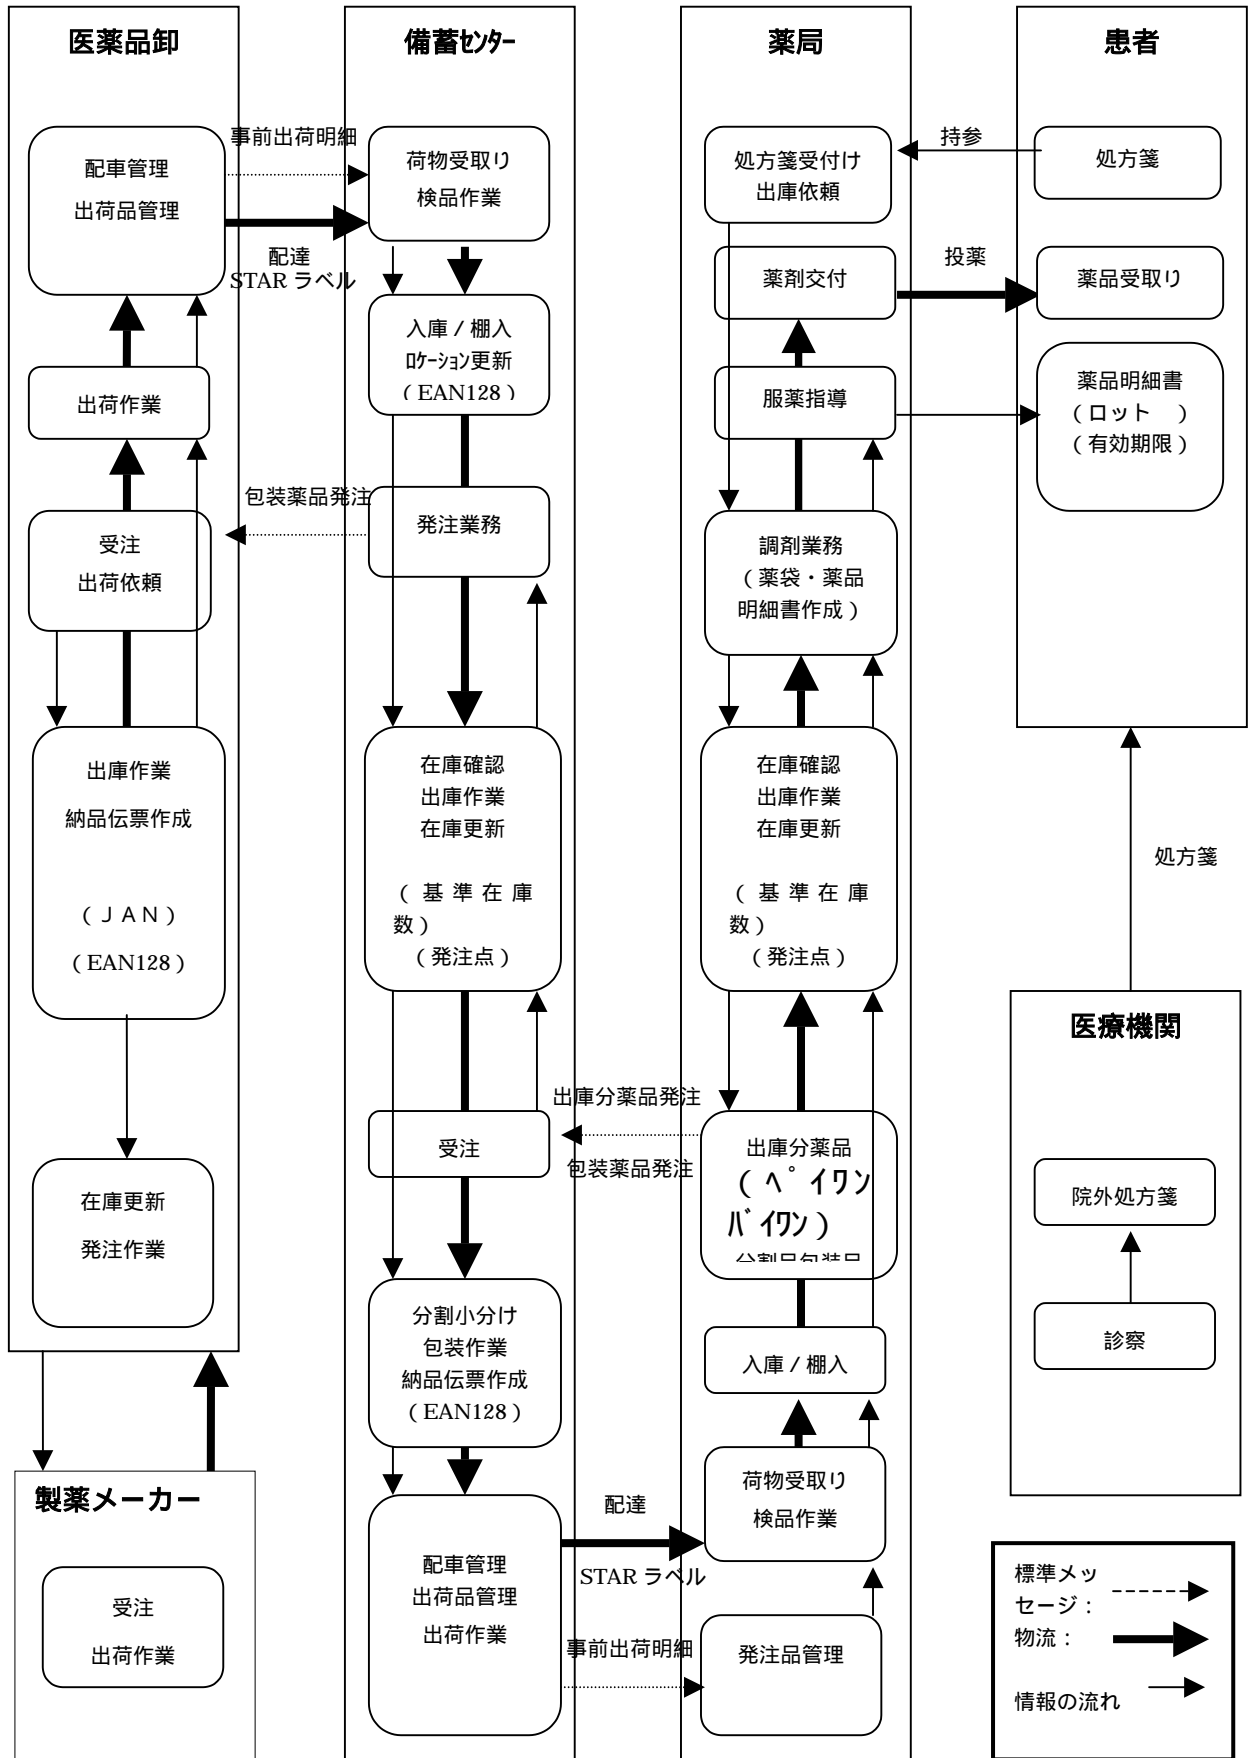 医薬品卸
配車管理
出荷品管理
出荷作業
受注
出荷依頼
出庫作業
納品伝票作成
（ＪＡＮ）
（EAN128）
在庫更新
発注作業
製薬メーカー
受注
出荷作業
事前出荷明細
配達
STAR ラベル
包装薬品発注
備蓄ｾﾝﾀｰ
荷物受取り
検品作業
入庫 / 棚入
ﾛｹｰｼｮﾝ更新
（EAN128）
発注業務
在庫確認
出庫作業
在庫更新
（基準在庫
数）
（発注点）
受注
分割小分け
包装作業
納品伝票作成
（EAN128）
配車管理
出荷品管理
出荷作業
出庫分薬品発注
包装薬品発注
配達
STAR ラベル
事前出荷明細
薬局
処方箋受付け
出庫依頼
薬剤交付
服薬指導
調剤業務
（薬袋・薬品
明細書作成）
在庫確認
出庫作業
在庫更新
（基準在庫
数）
（発注点）
出庫分薬品
（ﾍﾟｲﾜﾝ
ﾊﾞｲﾜﾝ）
分割品包装品
入庫 / 棚入
荷物受取り
検品作業
発注品管理
持参
投薬
患者
処方箋
薬品受取り
薬品明細書
（ロット　）
（有効期限）
処方箋
医療機関
院外処方箋
診察
標準メッ
セージ：
物流：
情報の流れ